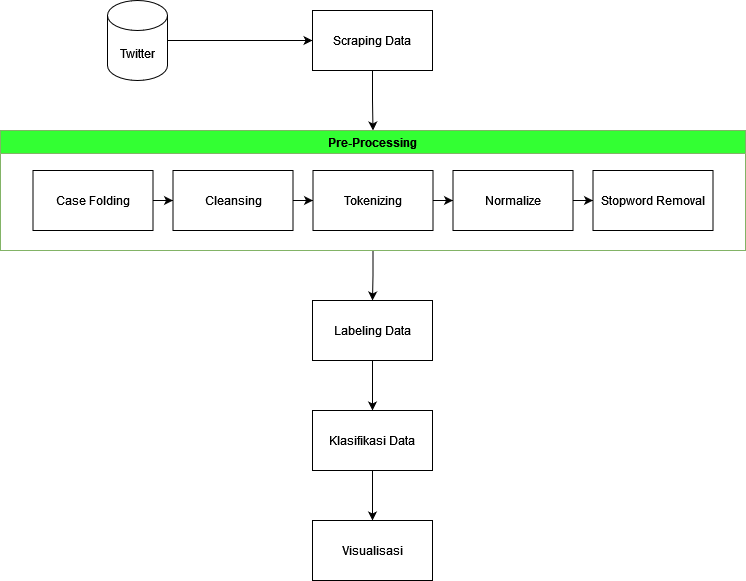 Twitter
Scraping Data
Pre-Processing
Case Folding
Cleansing
Tokenizing
Normalize
Stopword Removal
Labeling Data
Klasifikasi Data
Visualisasi